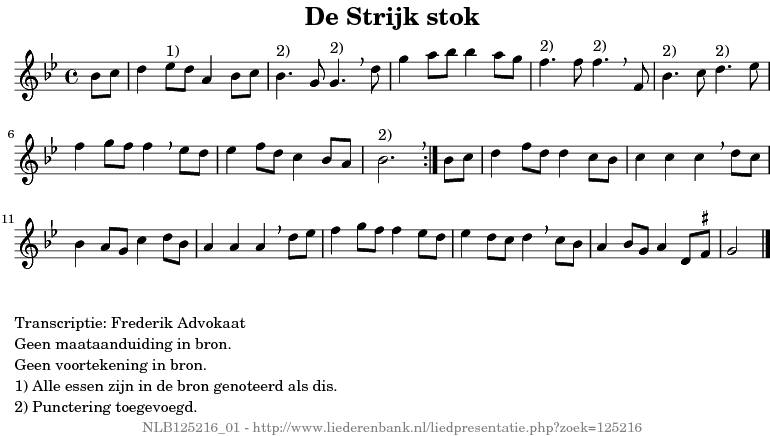 De Strijk stok
1)
2) 2)
2) 2)
2) 2)
6
2)
11
Transcriptie: Frederik Advokaat
Geen maataanduiding in bron.
Geen voortekening in bron.
1) Alle essen zijn in de bron genoteerd als dis.
2) Punctering toegevoegd.
NLB125216_01 - http://www.liederenbank.nl/liedpresentatie.php?zoek=125216